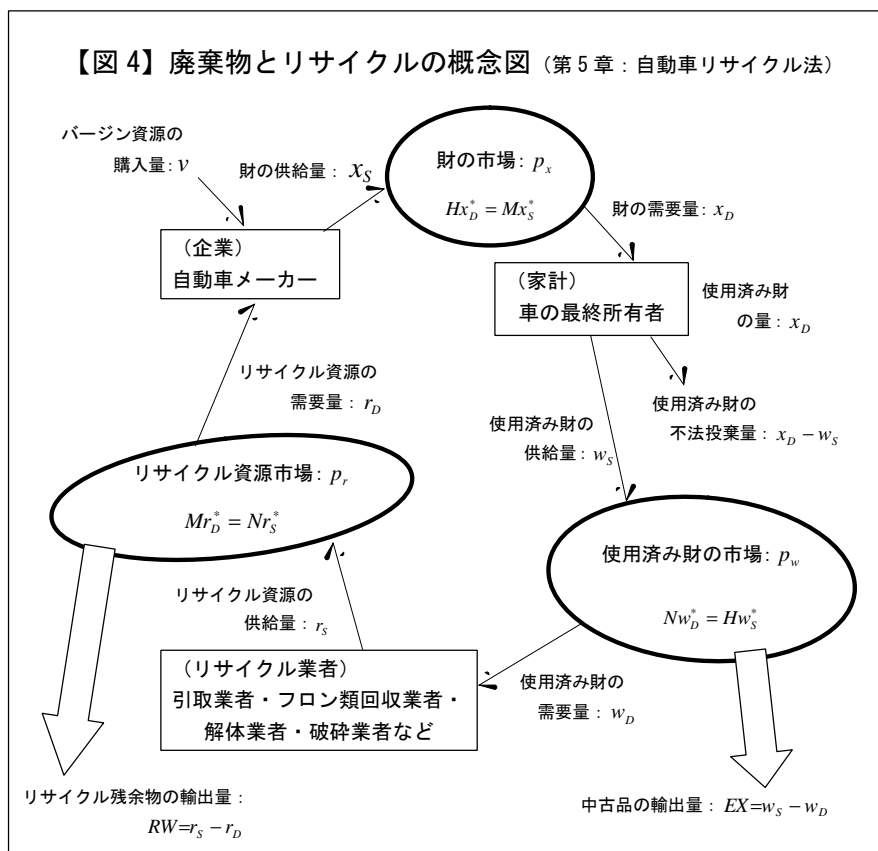 【図 4】廃棄物とリサイクルの概念図（第 5 章：自動車リサイクル法）
バージン資源の
購入量: v
財の供給量： x_S
財の市場： p_x
Hx_D^* = Mx_S^*
財の需要量： x_D
（企業）
自動車メーカー
（家計）
車の最終所有者
使用済み財
の量： x_D
リサイクル資源の
需要量： r_D
使用済み財の
供給量： w_S
使用済み財の
不法投棄量： x_D − w_S
リサイクル資源市場： p_r
Mr_D^* = Nr_S^*
使用済み財の市場： p_w
Nw_D^* = Hw_S^*
リサイクル資源の
供給量： r_S
（リサイクル業者）
引取業者・フロン類回収業者・
解体業者・破砕業者など
使用済み財の
需要量： w_D
リサイクル残余物の輸出量：
RW=r_S − r_D
中古品の輸出量： EX=w_S − w_D